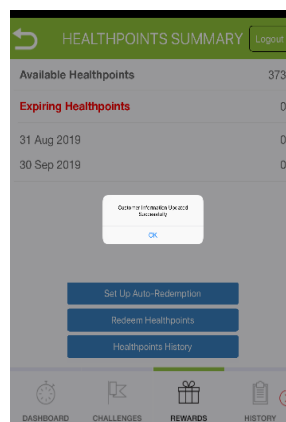 HEALTHPOINTS SUMMARY
Logout
Available Healthpoints 373
Expiring Healthpoints 0
31 Aug 2019 0
30 Sep 2019 0
Customer Information Updated
Successfully
OK
Set Up Auto-Redemption
Redeem Healthpoints
Healthpoints History
DASHBOARD CHALLENGES REWARDS HISTORY